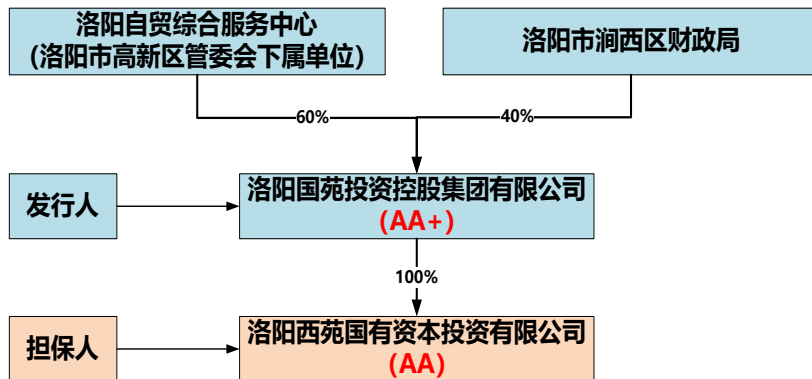 洛阳自贸综合服务中心
（洛阳市高新区管委会下属单位）
洛阳市涧西区财政局
60%
40%
发行人
洛阳国苑投资控股集团有限公司
（AA+）
100%
担保人
洛阳西苑国有资本投资有限公司
（AA）